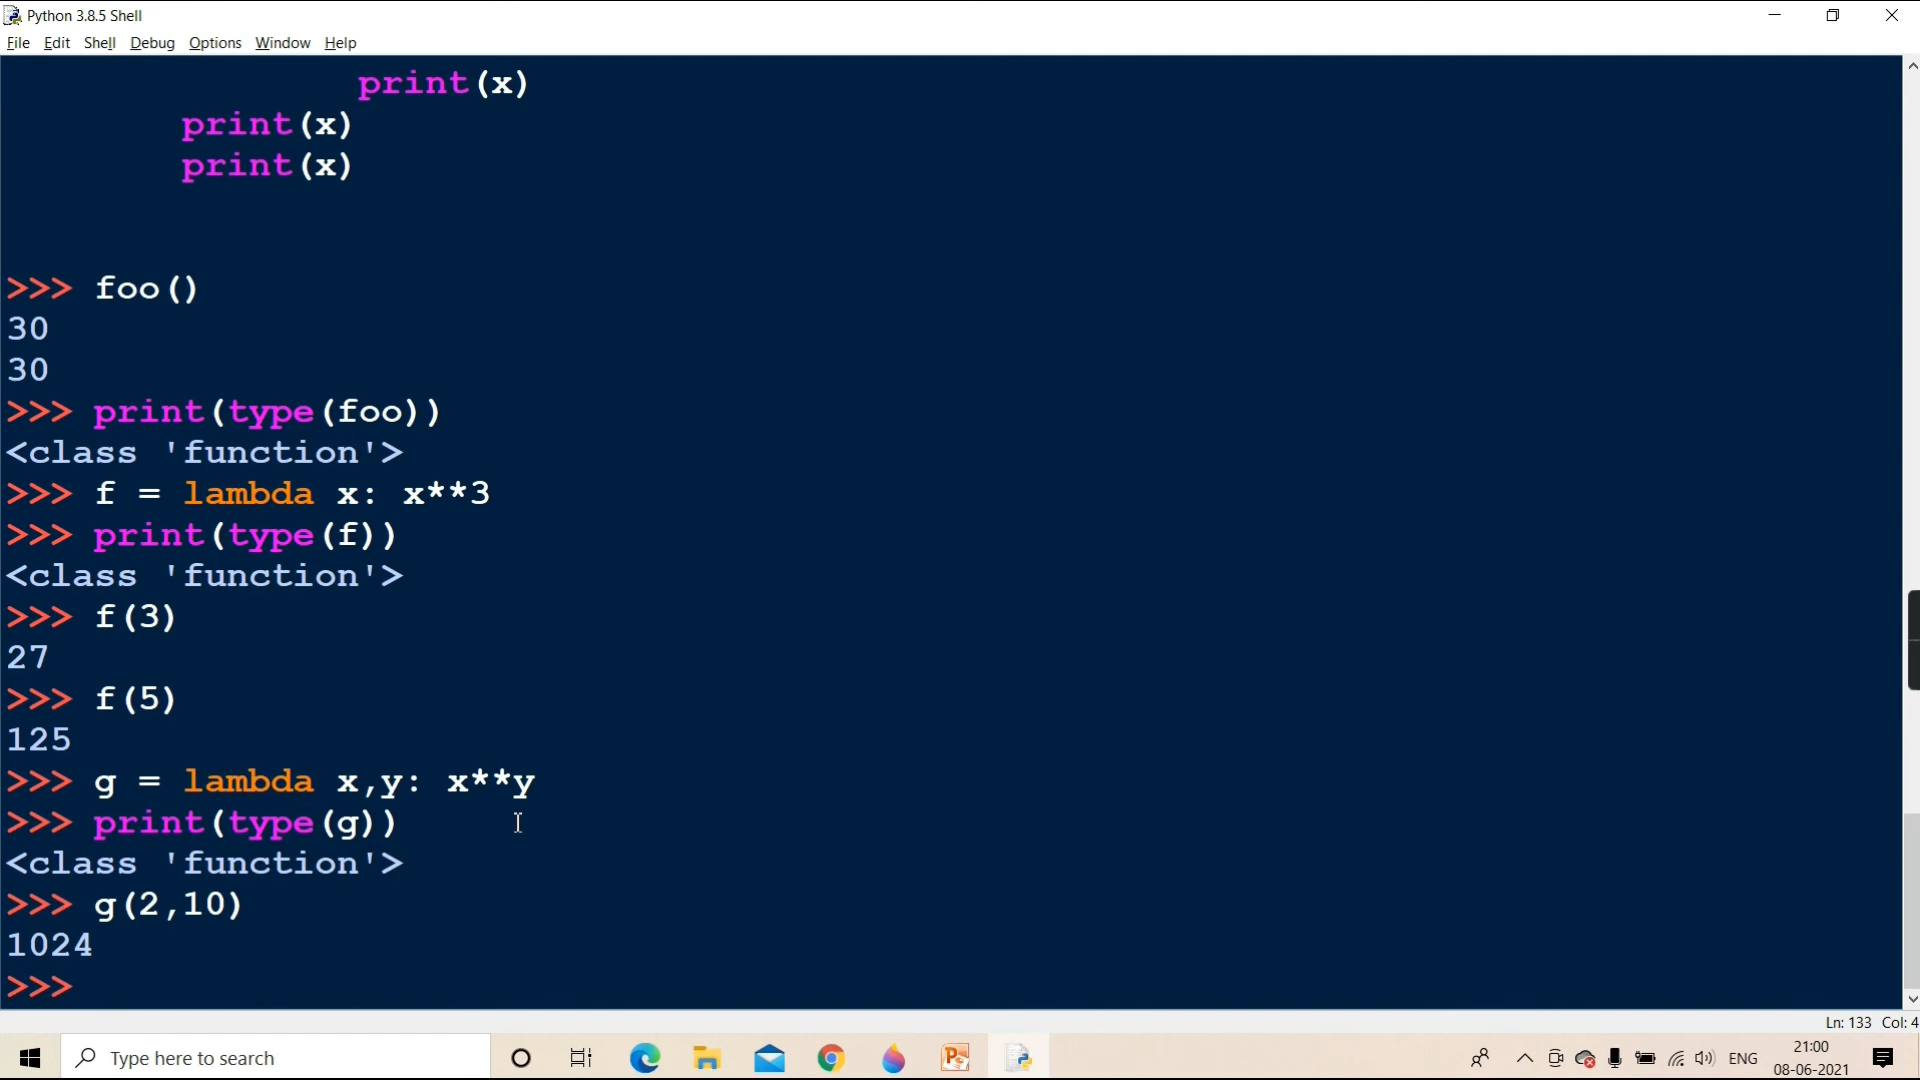 Python 3.8.5 Shell
File Edit Shell Debug Options Window Help
print(x)
print(x)
print(x)
>>> foo()
30
30
>>> print(type(foo))
<class 'function'>
>>> f = lambda x: x**3
>>> print(type(f))
<class 'function'>
>>> f(3)
27
>>> f(5)
125
>>> g = lambda x,y: x**y
>>> print(type(g))
<class 'function'>
>>> g(2,10)
1024
>>>
Ln: 133 Col: 4
Type here to search
ENG
21:00
08-06-2021